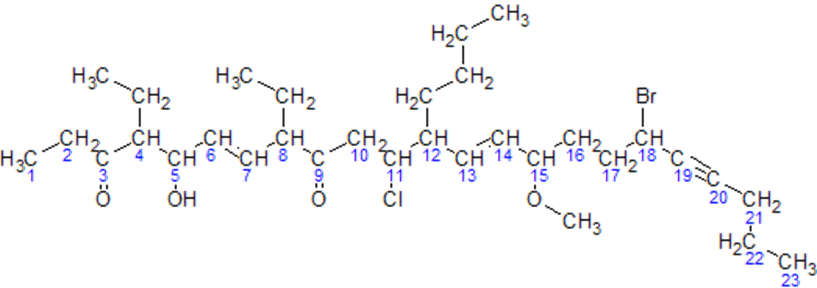 CH3
H2C
H3C H3C CH2
CH2 CH2 H2C Br
H3C 1 2 CH2 3 4 CH 5 CH 6 CH 7 CH 8 CH 9 C 10 CH2 11 CH 12 CH 13 CH 14 CH 15 C 16 CH2 17 CH2 18 CH 19 C 20 C 21 CH2
O OH O Cl O
CH3
H2C 22 CH3
23